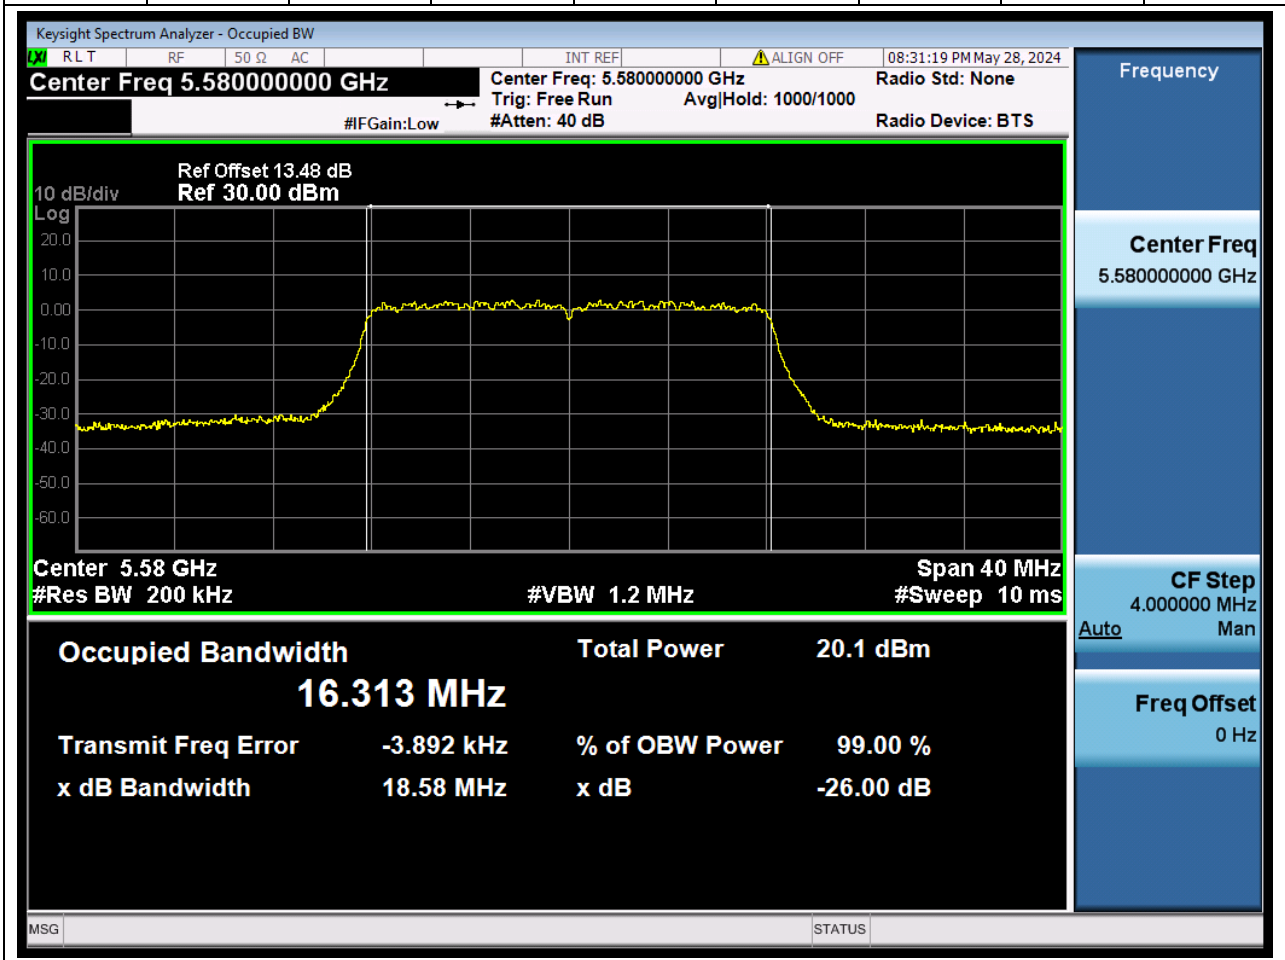 Keysight Spectrum Analyzer - Occupied BW
LXI RLT RF 50 Ω AC INT REF ALIGN OFF 08:31:19 PM May 28, 2024
Center Freq 5.580000000 GHz
Center Freq: 5.580000000 GHz
Radio Std: None
Trig: Free Run Avg|Hold: 1000/1000
#IFGain:Low
#Atten: 40 dB
Radio Device: BTS
Ref Offset 13.48 dB
10 dB/div Ref 30.00 dBm
Log
20.0
10.0
0.00
-10.0
-20.0
-30.0
-40.0
-50.0
-60.0
Center 5.58 GHz Span 40 MHz
#Res BW 200 kHz #VBW 1.2 MHz #Sweep 10 ms
Occupied Bandwidth Total Power 20.1 dBm
16.313 MHz
Transmit Freq Error -3.892 kHz % of OBW Power 99.00 %
x dB Bandwidth 18.58 MHz x dB -26.00 dB
MSG STATUS
Frequency
Center Freq
5.580000000 GHz
CF Step
4.000000 MHz
Auto Man
Freq Offset
0 Hz